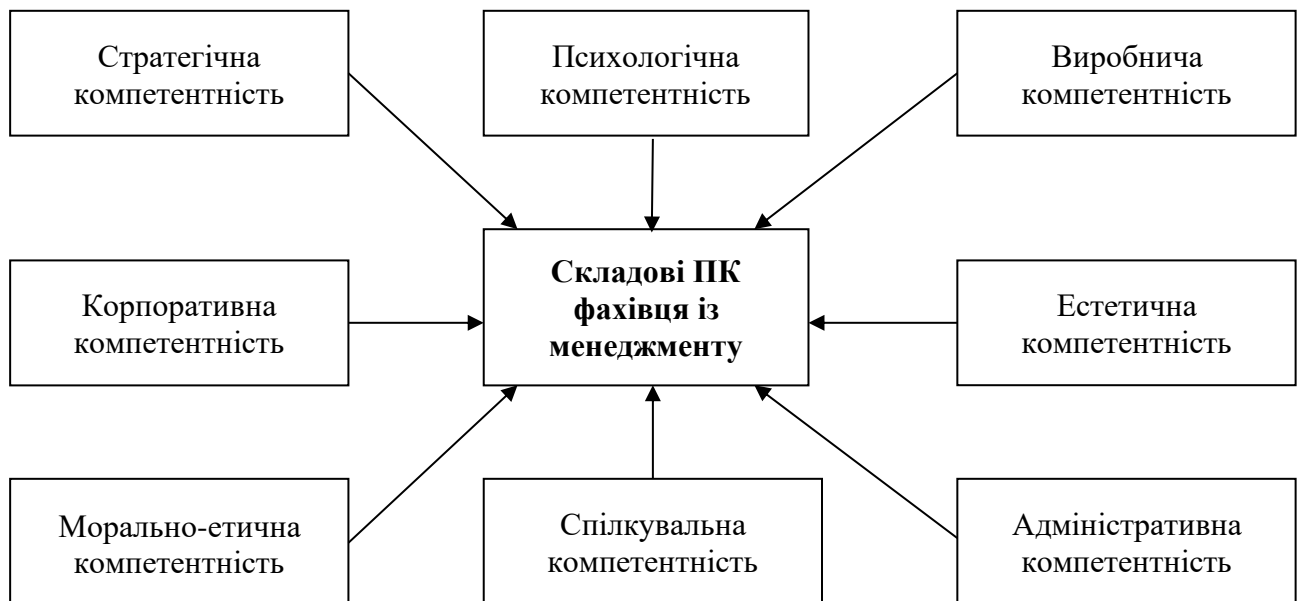 Стратегічна
компетентність
Психологічна
компетентність
Виробнича
компетентність
Корпоративна
компетентність
Складові ПК
фахівця із
менеджменту
Естетична
компетентність
Морально-етична
компетентність
Спілкувальна
компетентність
Адміністративна
компетентність